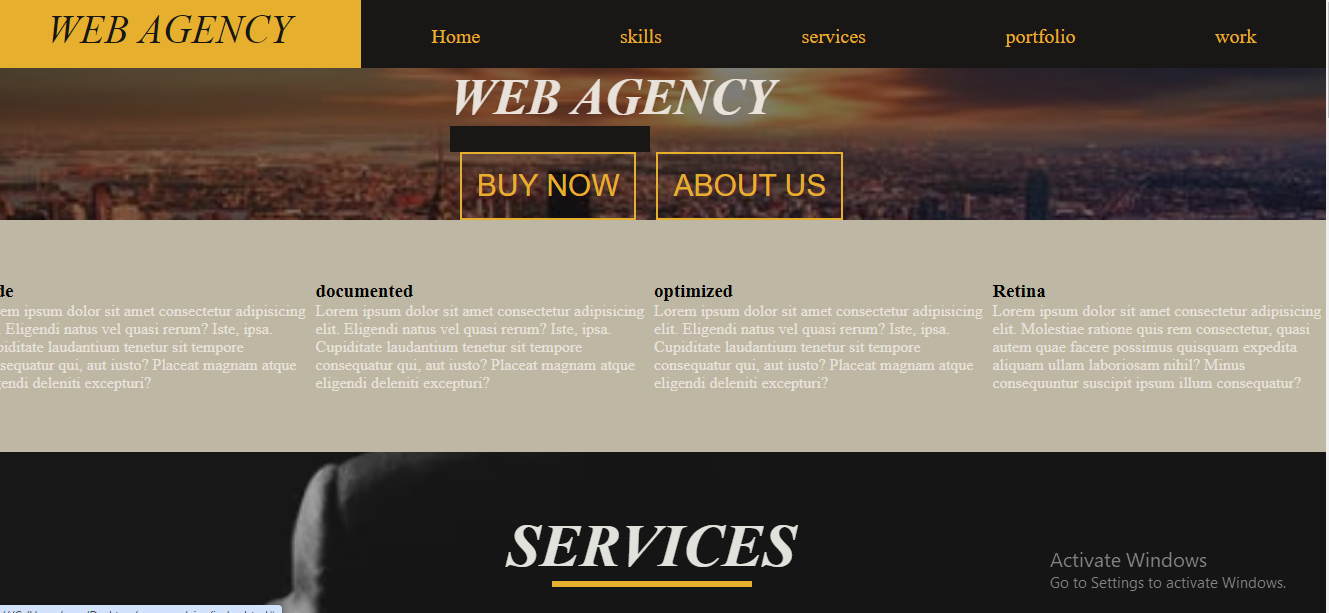 WEB AGENCY
Home skills services portfolio work
WEB AGENCY
BUY NOW ABOUT US
de documented optimized Retina
em ipsum dolor sit amet consectetur adipisicing
. Eligendi natus vel quasi rerum? Iste, ipsa.
piditate laudantium tenetur sit tempore
sequatur qui, aut iusto? Placeat magnam atque
gendi deleniti excepturi?
Lorem ipsum dolor sit amet consectetur adipisicing
elit. Eligendi natus vel quasi rerum? Iste, ipsa.
Cupiditate laudantium tenetur sit tempore
consequatur qui, aut iusto? Placeat magnam atque
eligendi deleniti excepturi?
Lorem ipsum dolor sit amet consectetur adipisicing
elit. Eligendi natus vel quasi rerum? Iste, ipsa.
Cupiditate laudantium tenetur sit tempore
consequatur qui, aut iusto? Placeat magnam atque
eligendi deleniti excepturi?
Lorem ipsum dolor sit amet consectetur adipisicing
elit. Molestiae ratione quis rem consectetur, quasi
autem quae facere possimus quisquam expedita
aliquam ullam laboriosam nihil? Minus
consequuntur suscipit ipsum illum consequatur?
SERVICES
Activate Windows
Go to Settings to activate Windows.